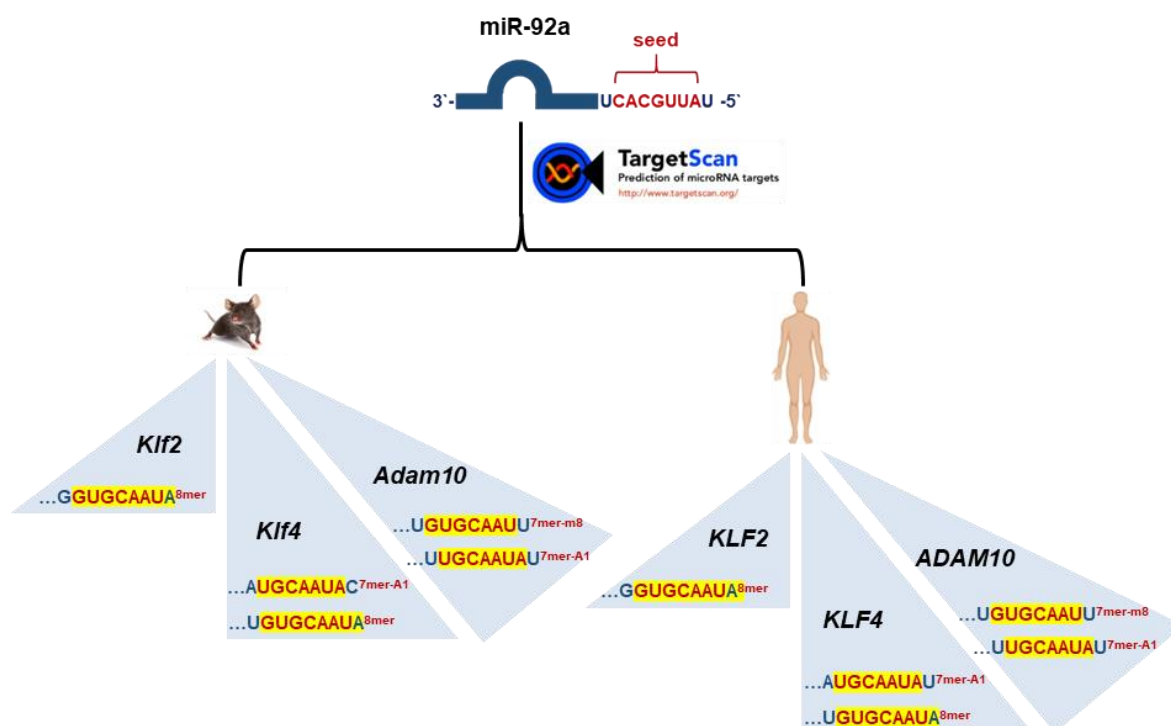 miR-92a
seed
3`- UCACGUUAU -5`
TargetScan
Prediction of microRNA targets
http://www.targetscan.org/
Klf2
...GGUGCAAUA8mer
Klf4
...AUGCAAUAC7mer-A1
...UGUGCAAUA8mer
Adam10
...UGUGCAAUU7mer-m8
...UUGCAAUAU7mer-A1
KLF2
...GGUGCAAUA8mer
KLF4
...AUGCAAUAU7mer-A1
...UGUGCAAUA8mer
ADAM10
...UGUGCAAUU7mer-m8
...UUGCAAUAU7mer-A1